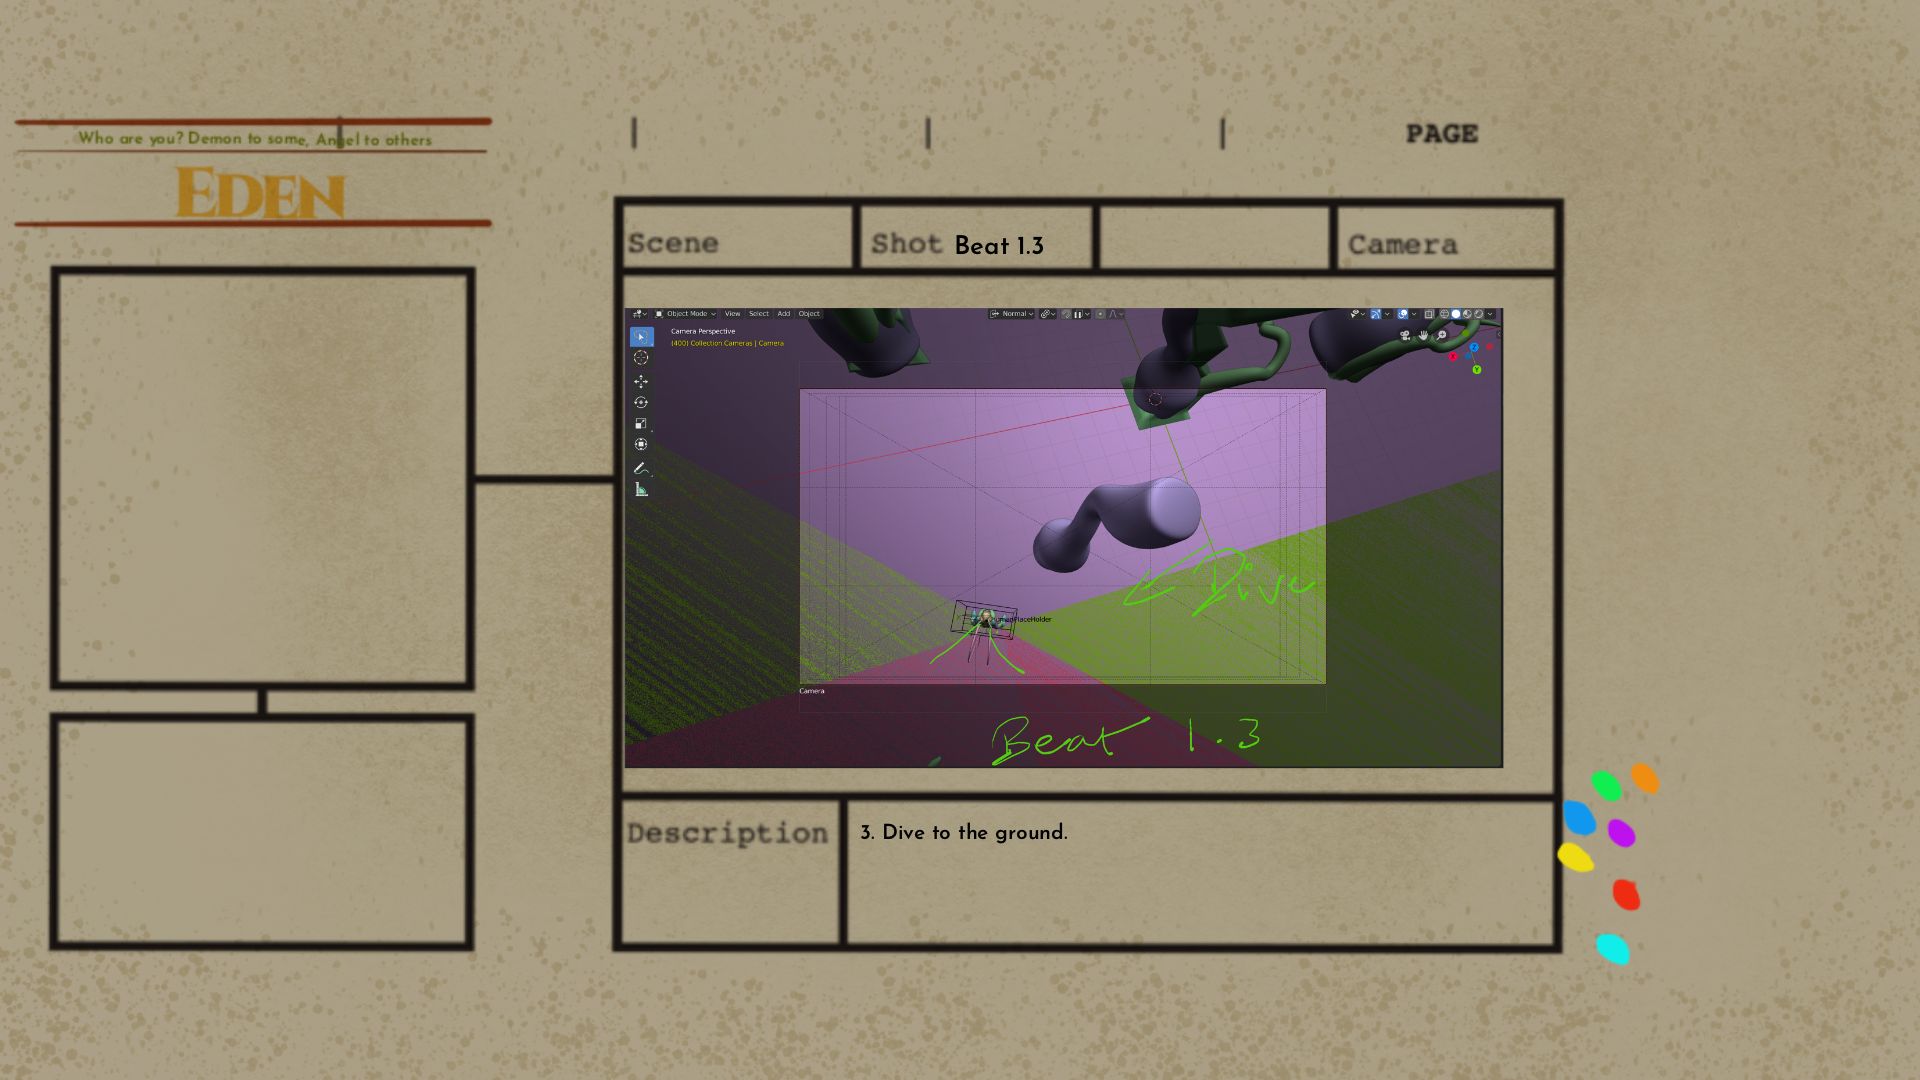 Who are you? Demon to some, Angel to others
EDEN
PAGE
Scene
Shot Beat 1.3
Camera
Object Mode View Select Add Object
Normal
Camera Perspective
(400) Collection Cameras | Camera
X
Z
Y
Dive
Camera
Beat 1.3
Description
3. Dive to the ground.